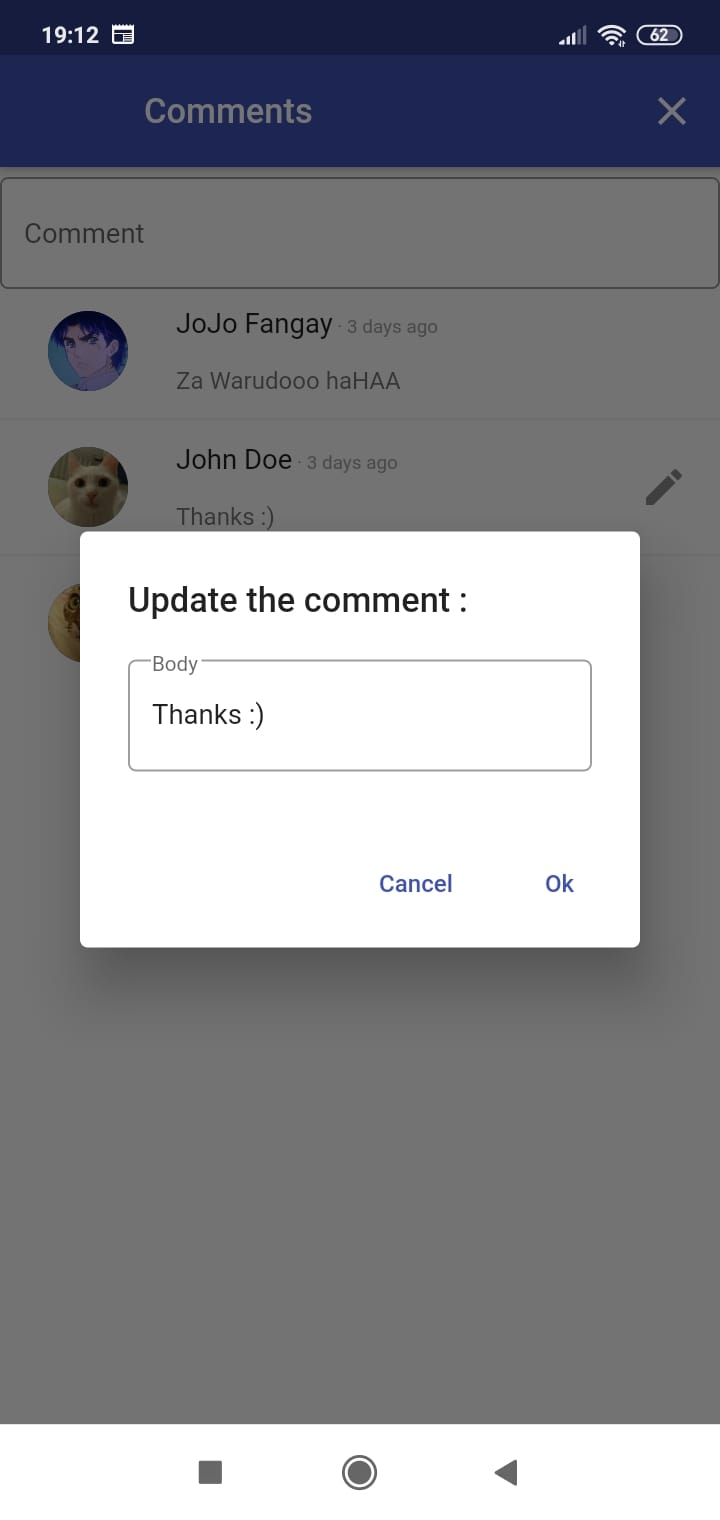 19:12
62
Comments
Comment
JoJo Fangay · 3 days ago
Za Warudooo haHAA
John Doe · 3 days ago
Thanks :)
Update the comment :
Body
Thanks :)
Cancel
Ok